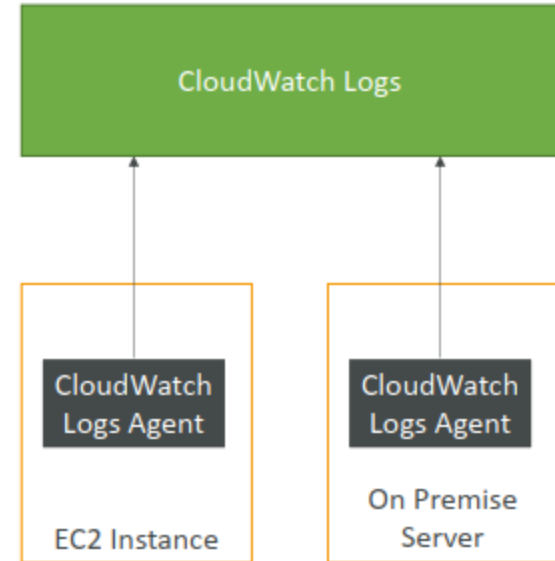 CloudWatch Logs
CloudWatch
Logs Agent
EC2 Instance
CloudWatch
Logs Agent
On Premise
Server